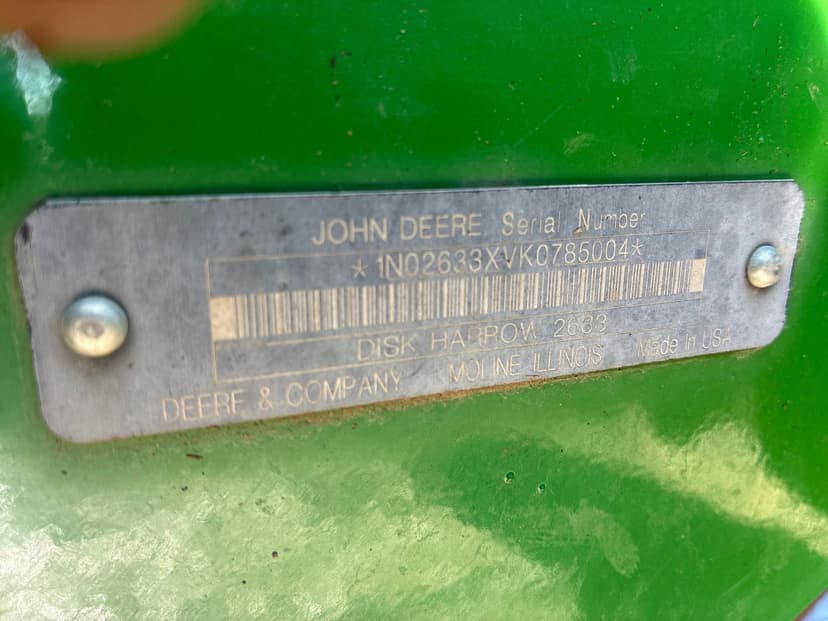 JOHN DEERE Serial Number
*1N02633XVK0785004*
DISK HARROW 2633
DEERE & COMPANY MOLINE ILLINOIS Made In USA